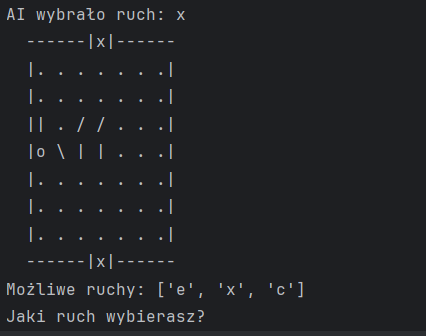 AI wybrało ruch: x
  ------|x|------
  |. . . . . . .|
  |. . . . . . .|
  || . / / . . .|
  |o \ | | . . .|
  |. . . . . . .|
  |. . . . . . .|
  |. . . . . . .|
  ------|x|------
Możliwe ruchy: ['e', 'x', 'c']
Jaki ruch wybierasz?